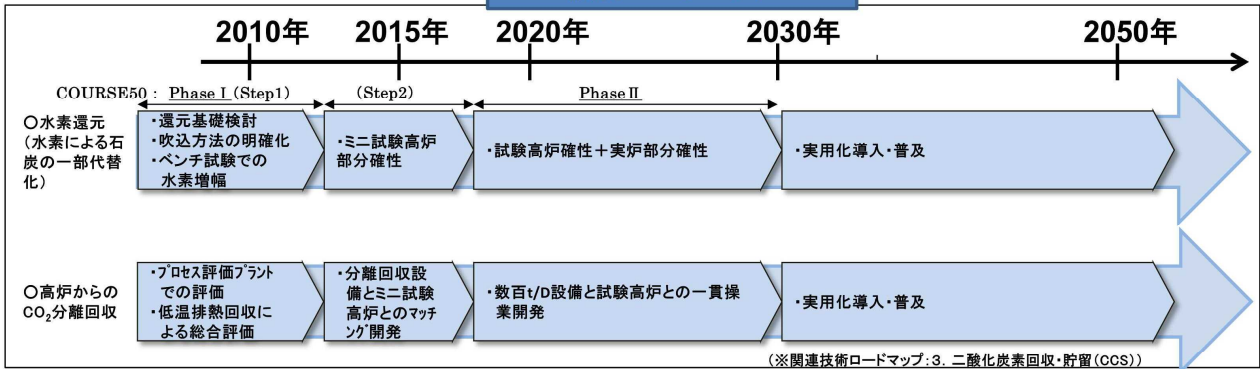 2010年 2015年 2020年 2030年 2050年
COURSE50： Phase Ⅰ (Step1) (Step2) Phase Ⅱ
○水素還元
（水素による石
炭の一部代替
化）
・還元基礎検討
・吹込方法の明確化
・ベンチ試験での
水素増幅
・ミニ試験高炉
部分確性
・試験高炉確性＋実炉部分確性
・実用化導入・普及
○高炉からの
CO₂分離回収
・プロセス評価プラント
での評価
・低温排熱回収に
よる総合評価
・分離回収設
備とミニ試験
高炉とのマッチ
ング開発
・数百t/D設備と試験高炉との一貫操
業開発
・実用化導入・普及
（※関連技術ロードマップ：3．二酸化炭素回収・貯留（CCS））